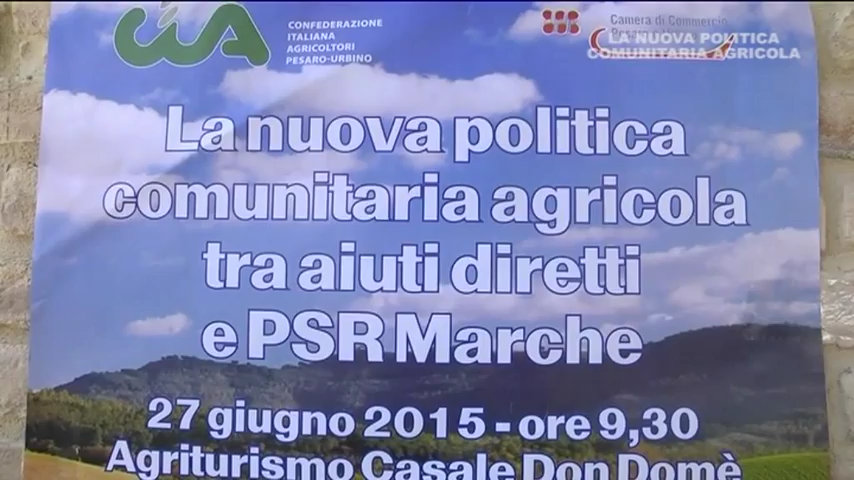 CIA
CONFEDERAZIONE
ITALIANA
AGRICOLTORI
PESARO-URBINO
Camera di Commercio
LA NUOVA POLITICA
COMUNITARIA AGRICOLA
La nuova politica
comunitaria agricola
tra aiuti diretti
e PSR Marche
27 giugno 2015 - ore 9,30
Agriturismo Casale Don Domè